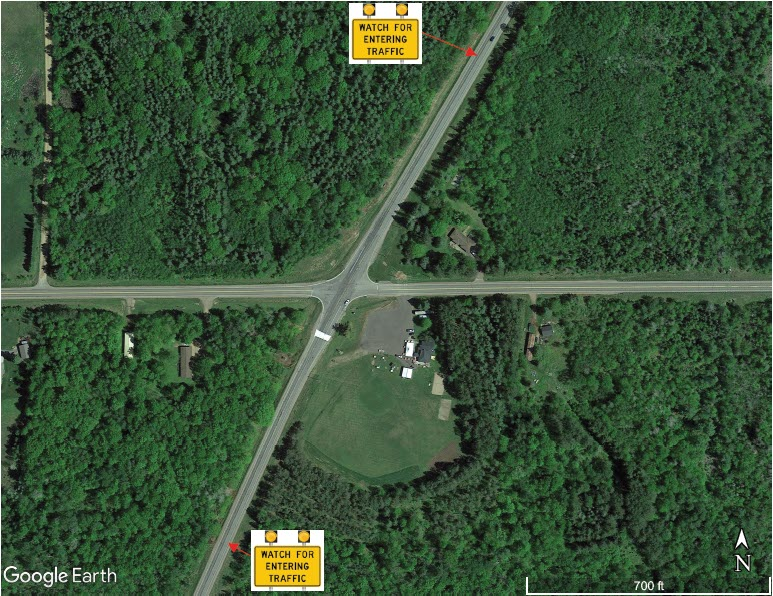 WATCH FOR
ENTERING
TRAFFIC
WATCH FOR
ENTERING
TRAFFIC
Google Earth
N
700 ft